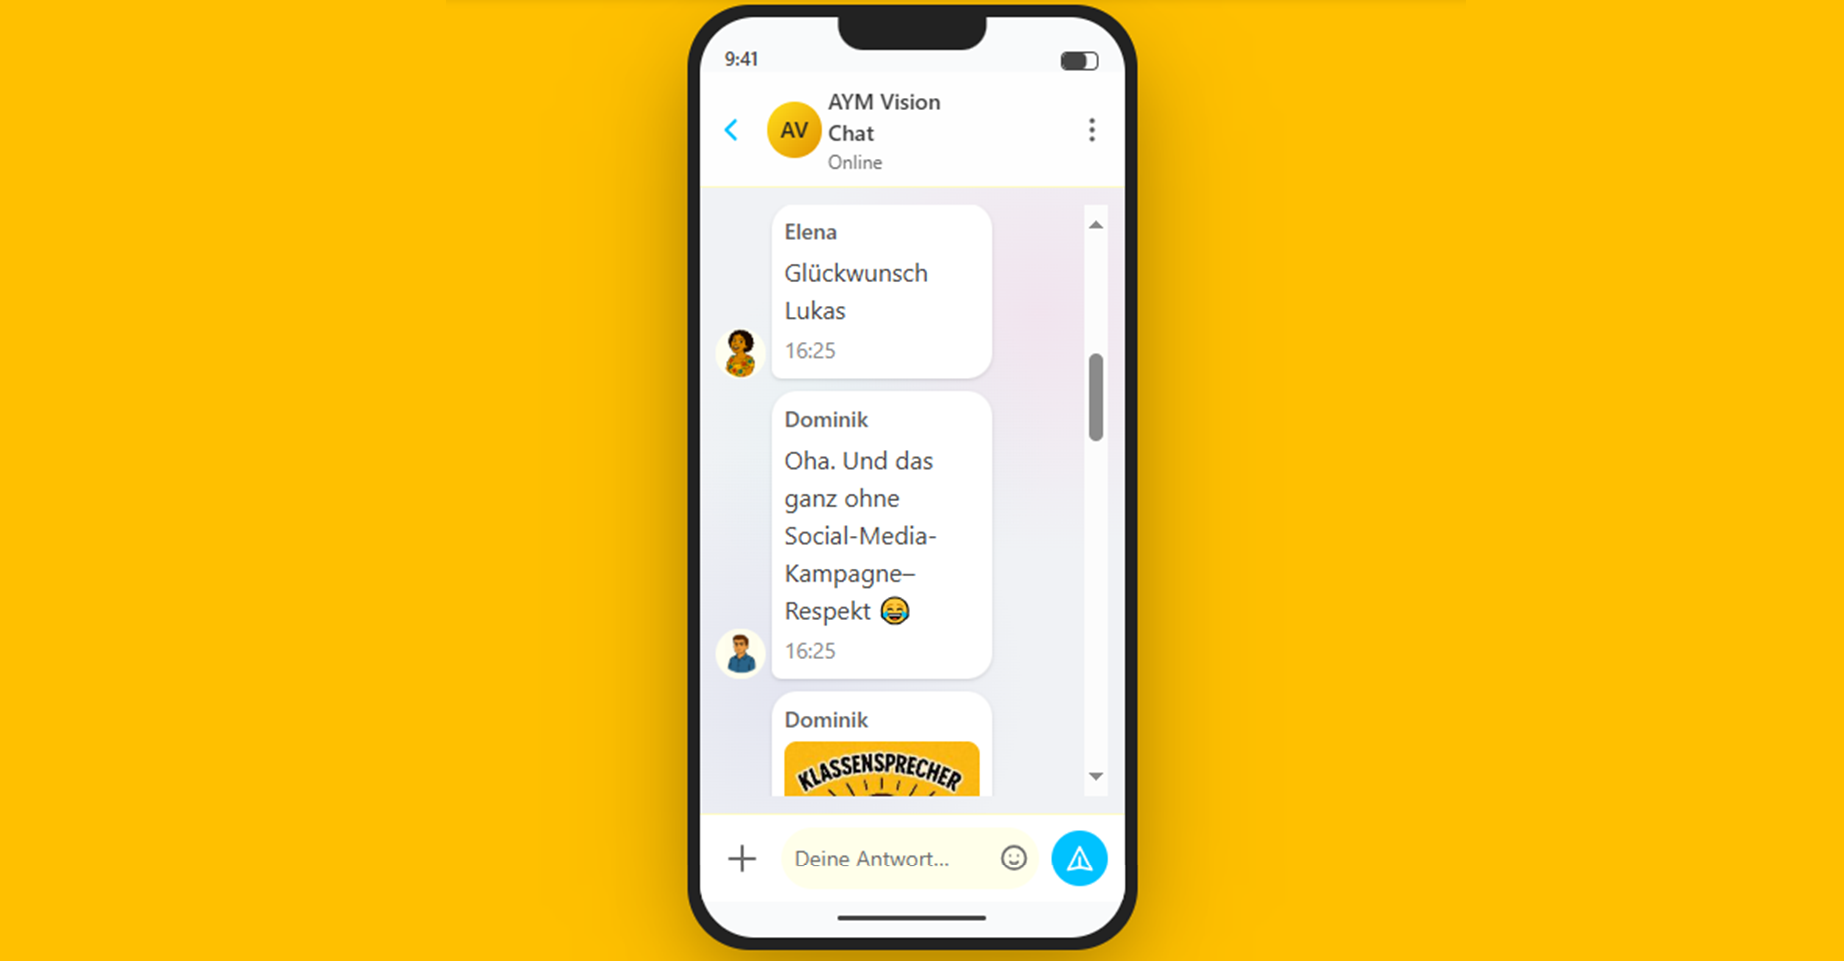 9:41
AV
AYM Vision
Chat
Online
Elena
Glückwunsch
Lukas
16:25
Dominik
Oha. Und das
ganz ohne
Social-Media-
Kampagne–
Respekt 😂
16:25
Dominik
KLASSENSPRECHER
Deine Antwort...